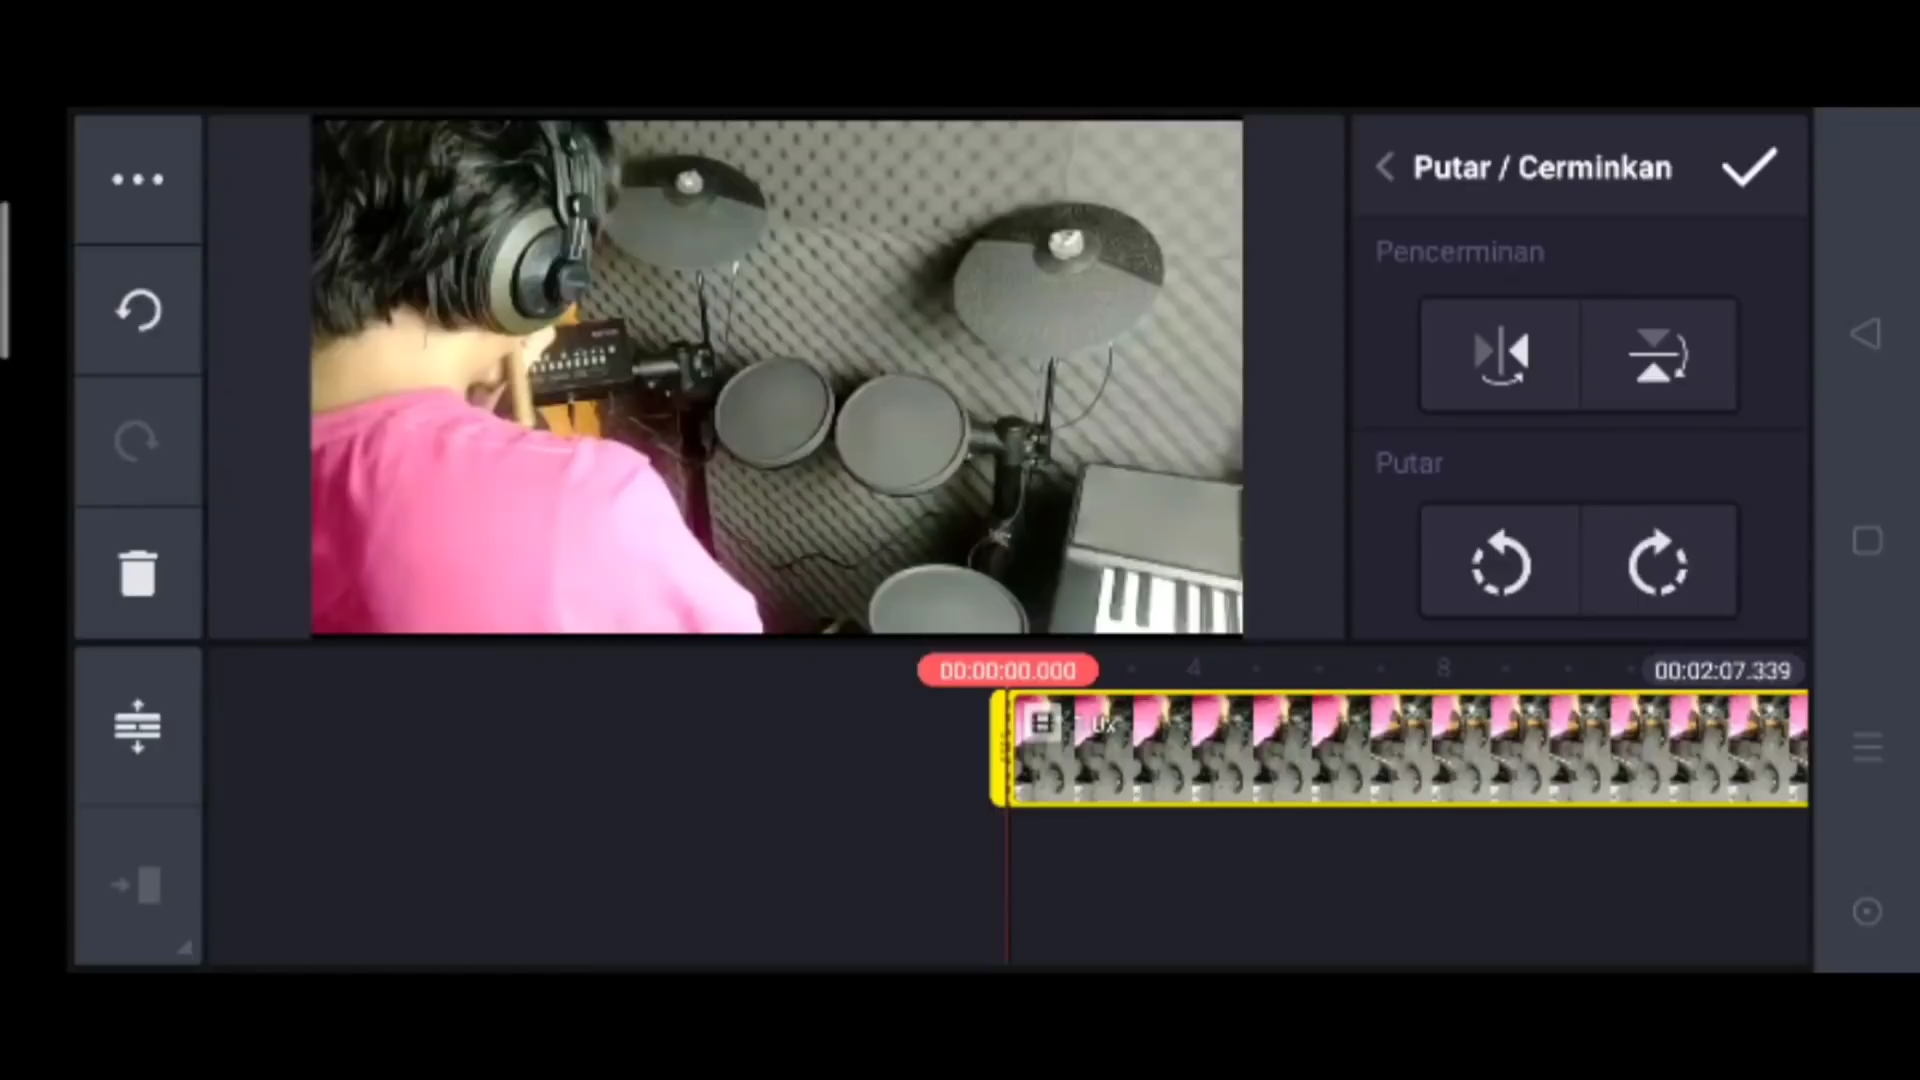 Putar / Cerminkan
Pencerminan
Putar
00:00:00.000
4
8
00:02:07.339